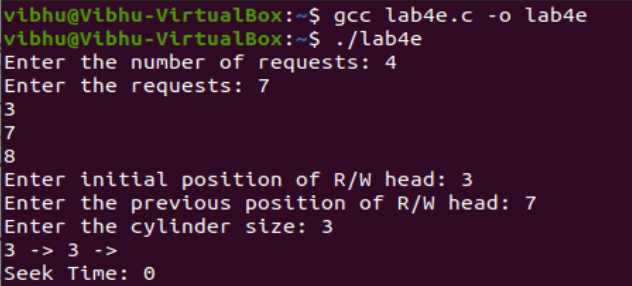 vibhu@Vibhu-VirtualBox:~$ gcc lab4e.c -o lab4e
vibhu@Vibhu-VirtualBox:~$ ./lab4e
Enter the number of requests: 4
Enter the requests: 7
3
7
8
Enter initial position of R/W head: 3
Enter the previous position of R/W head: 7
Enter the cylinder size: 3
3 -> 3 ->
Seek Time: 0